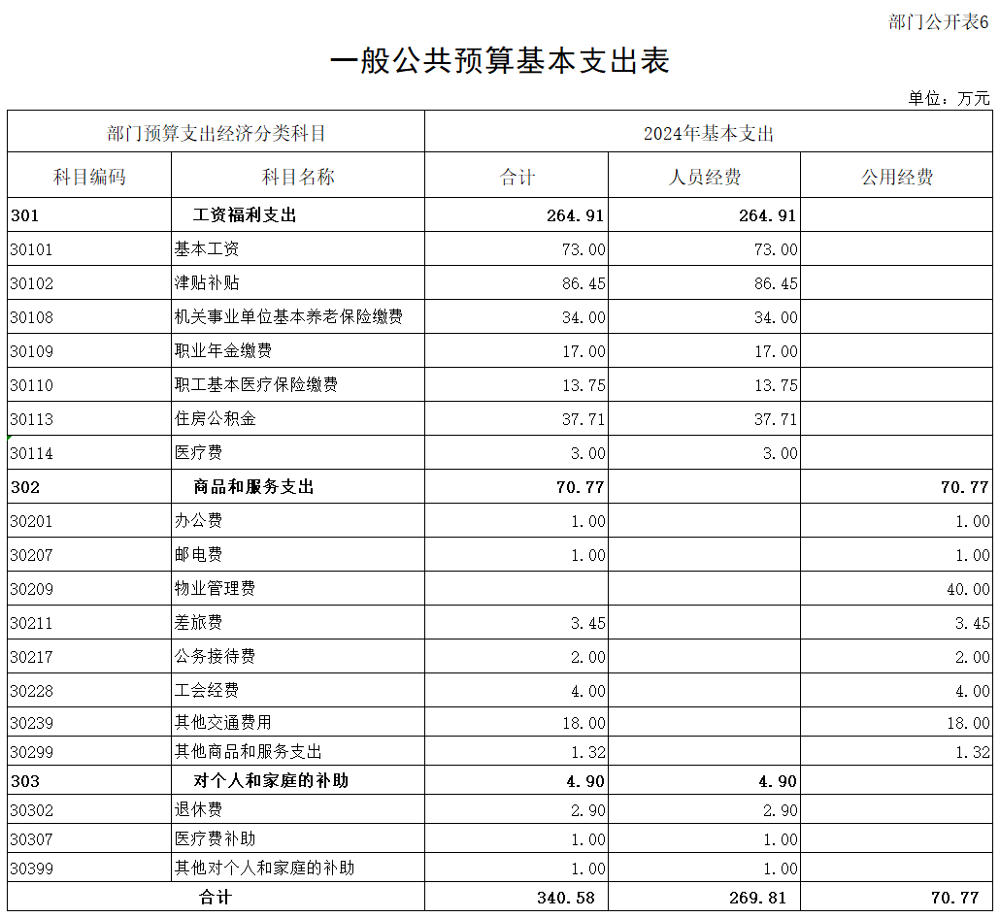 部门公开表6
一般公共预算基本支出表
单位：万元
部门预算支出经济分类科目 2024年基本支出
科目编码 科目名称 合计 人员经费 公用经费
301 工资福利支出 264.91 264.91
30101 基本工资 73.00 73.00
30102 津贴补贴 86.45 86.45
30108 机关事业单位基本养老保险缴费 34.00 34.00
30109 职业年金缴费 17.00 17.00
30110 职工基本医疗保险缴费 13.75 13.75
30113 住房公积金 37.71 37.71
30114 医疗费 3.00 3.00
302 商品和服务支出 70.77 70.77
30201 办公费 1.00 1.00
30207 邮电费 1.00 1.00
30209 物业管理费 40.00
30211 差旅费 3.45 3.45
30217 公务接待费 2.00 2.00
30228 工会经费 4.00 4.00
30239 其他交通费用 18.00 18.00
30299 其他商品和服务支出 1.32 1.32
303 对个人和家庭的补助 4.90 4.90
30302 退休费 2.90 2.90
30307 医疗费补助 1.00 1.00
30399 其他对个人和家庭的补助 1.00 1.00
合计 340.58 269.81 70.77